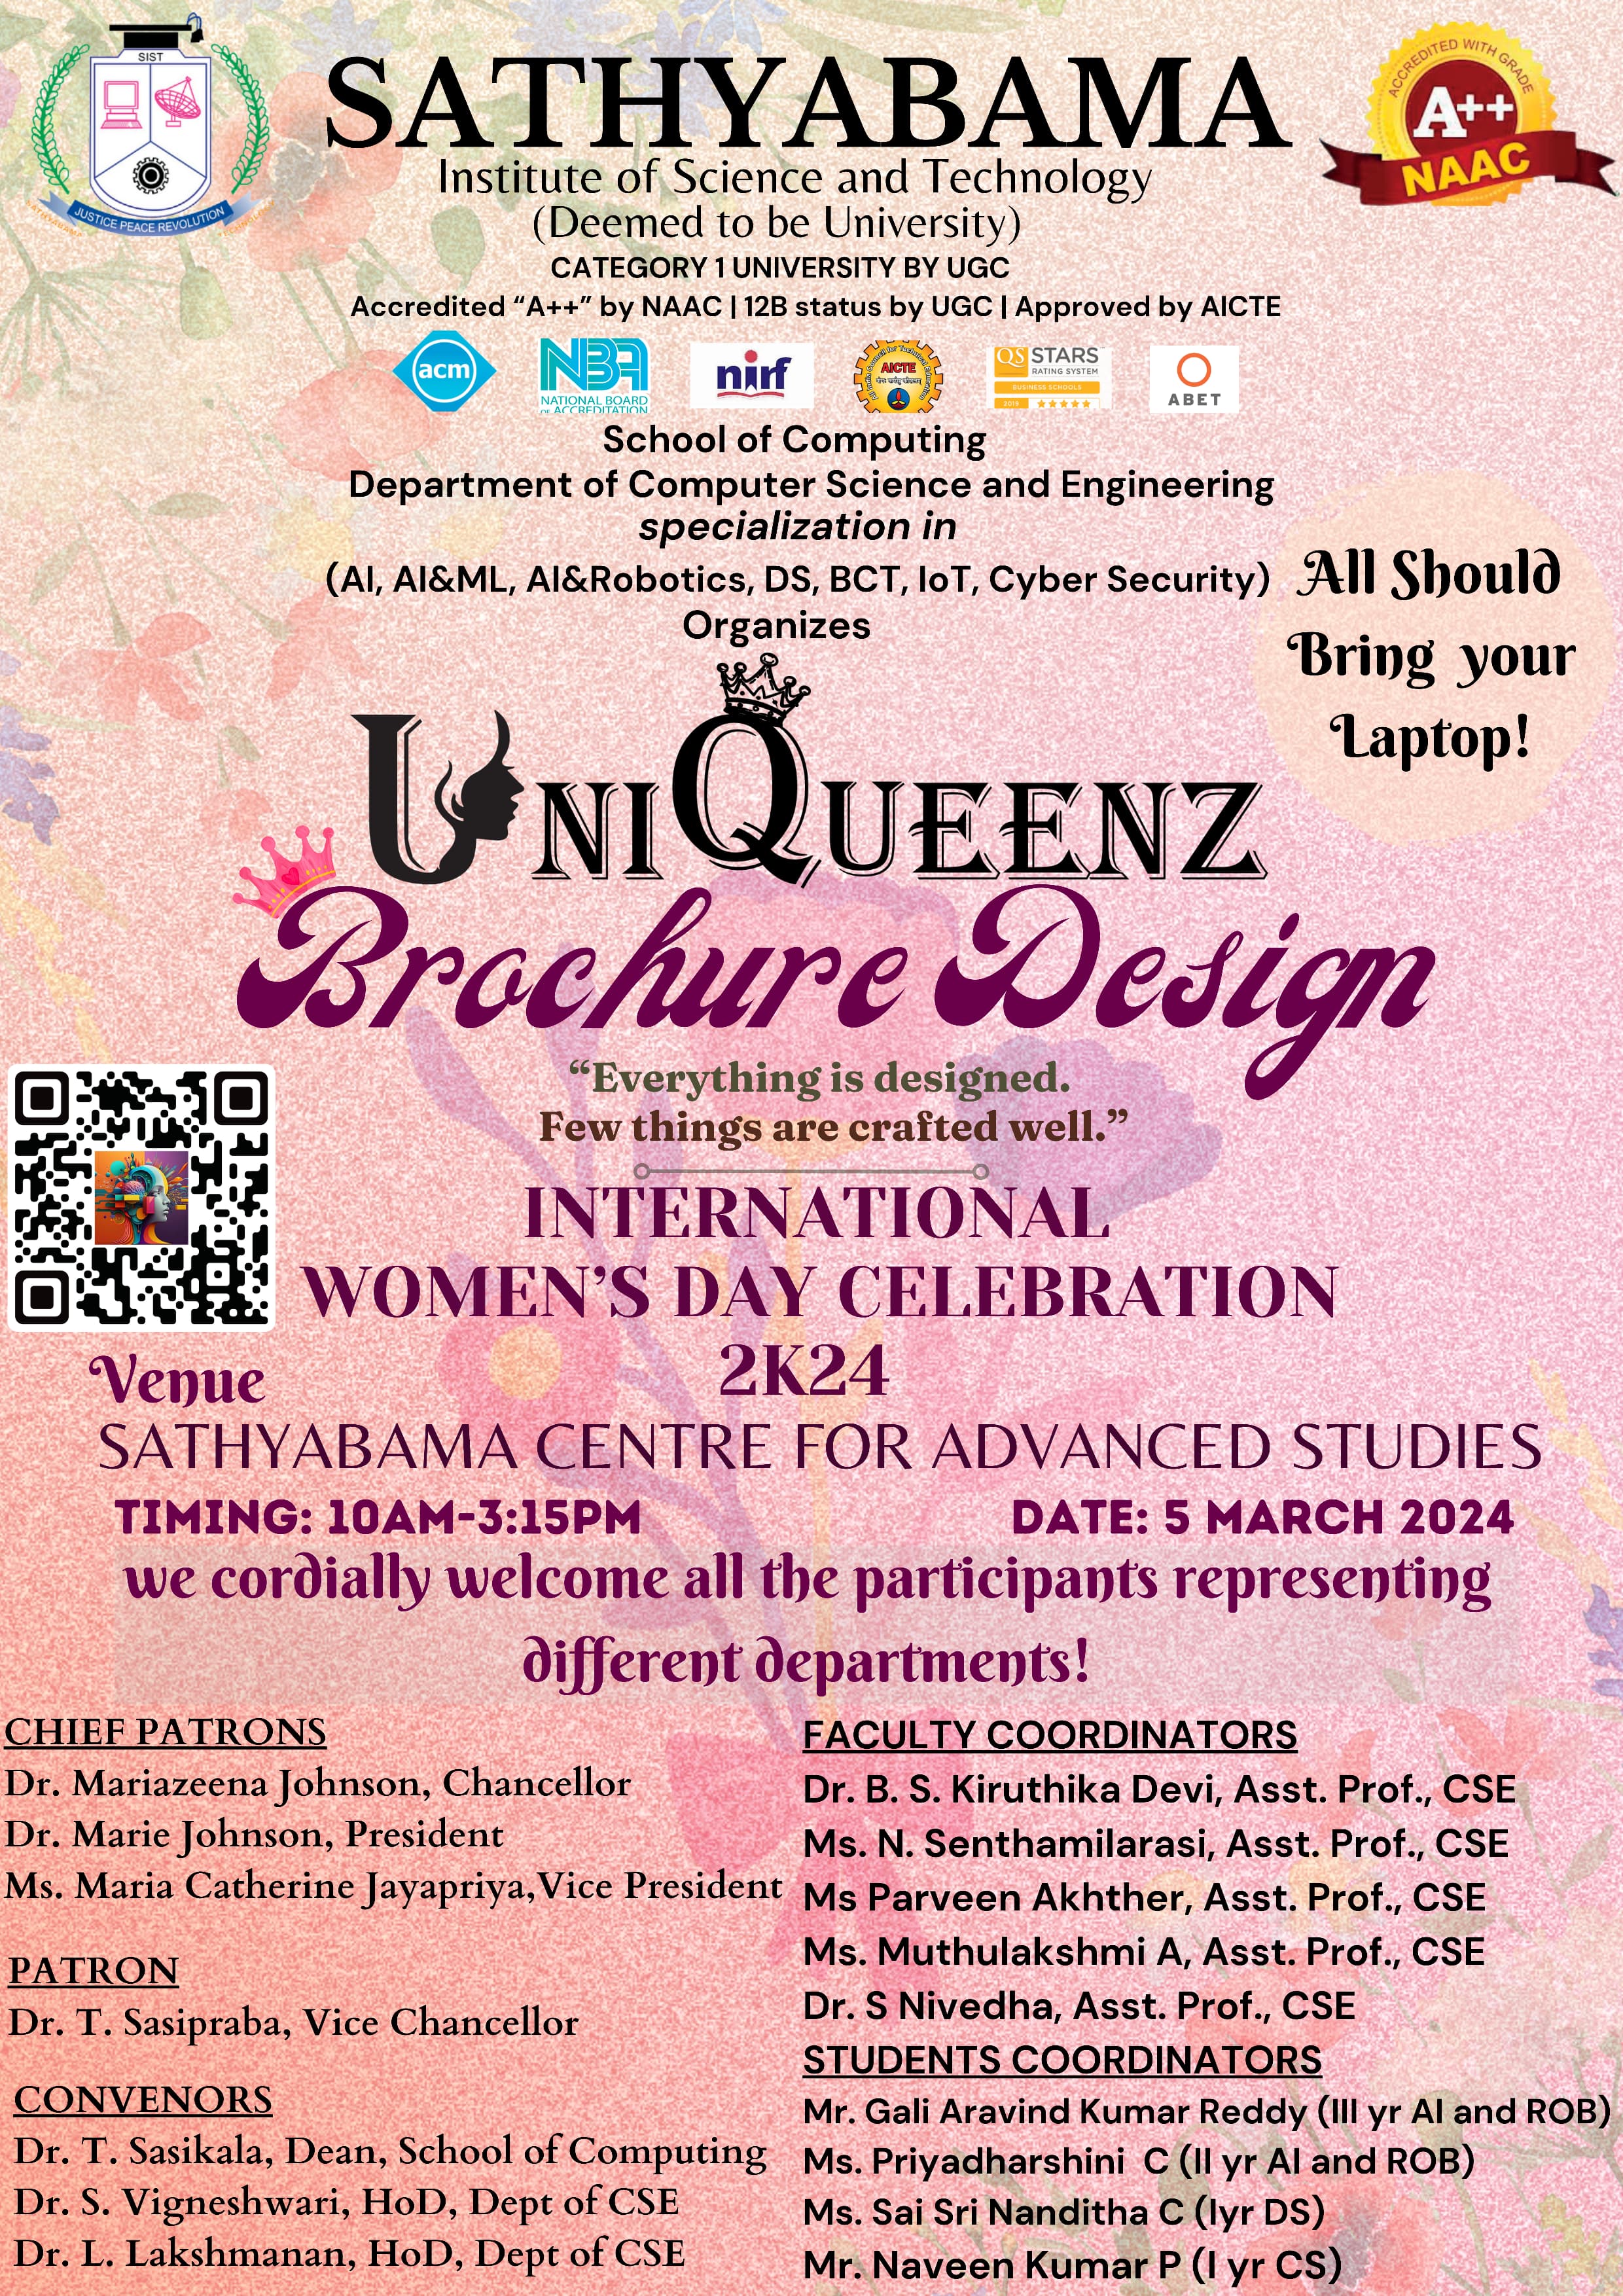 SIST
JUSTICE PEACE REVOLUTION
ACCREDITED WITH GRADE
A++
NAAC
SATHYABAMA
Institute of Science and Technology
(Deemed to be University)
CATEGORY 1 UNIVERSITY BY UGC
Accredited “A++” by NAAC | 12B status by UGC | Approved by AICTE
acm
NBA
NATIONAL BOARD
OF ACCREDITATION
nirf
All India Council for Technical Education
AICTE
QS STARS
RATING SYSTEM
BUSINESS SCHOOLS
2019
ABET
School of Computing
Department of Computer Science and Engineering
specialization in
(AI, AI&ML, AI&Robotics, DS, BCT, IoT, Cyber Security)
Organizes
All Should
Bring your
Laptop!
UNIQUEENZ
Brochure Design
“Everything is designed.
Few things are crafted well.”
INTERNATIONAL
WOMEN’S DAY CELEBRATION
2K24
Venue
SATHYABAMA CENTRE FOR ADVANCED STUDIES
TIMING: 10AM-3:15PM
DATE: 5 MARCH 2024
we cordially welcome all the participants representing
different departments!
CHIEF PATRONS
Dr. Mariazeena Johnson, Chancellor
Dr. Marie Johnson, President
Ms. Maria Catherine Jayapriya,Vice President
PATRON
Dr. T. Sasipraba, Vice Chancellor
CONVENORS
Dr. T. Sasikala, Dean, School of Computing
Dr. S. Vigneshwari, HoD, Dept of CSE
Dr. L. Lakshmanan, HoD, Dept of CSE
FACULTY COORDINATORS
Dr. B. S. Kiruthika Devi, Asst. Prof., CSE
Ms. N. Senthamilarasi, Asst. Prof., CSE
Ms Parveen Akhther, Asst. Prof., CSE
Ms. Muthulakshmi A, Asst. Prof., CSE
Dr. S Nivedha, Asst. Prof., CSE
STUDENTS COORDINATORS
Mr. Gali Aravind Kumar Reddy (III yr AI and ROB)
Ms. Priyadharshini C (II yr AI and ROB)
Ms. Sai Sri Nanditha C (Iyr DS)
Mr. Naveen Kumar P (I yr CS)